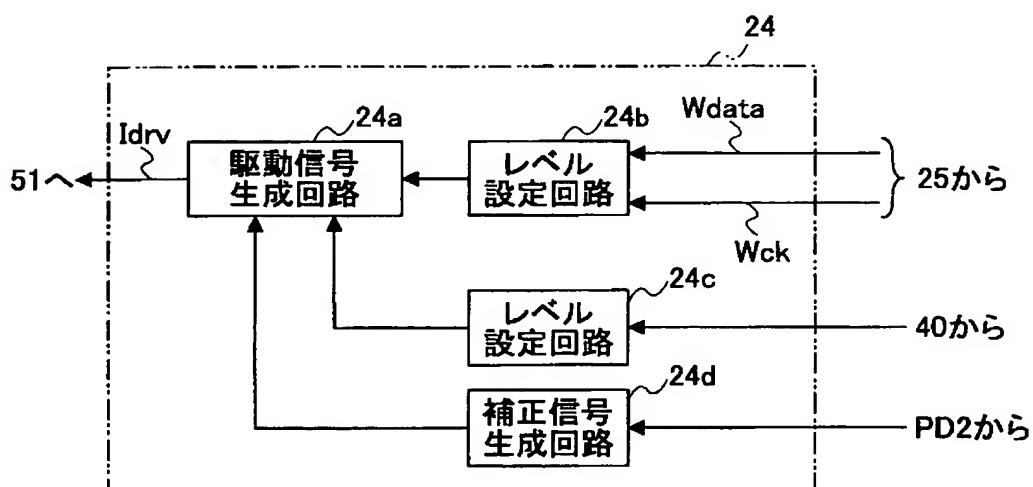 24
Idrv
24a
24b
Wdata
51へ
駆動信号
生成回路
レベル
設定回路
25から
Wck
24c
レベル
設定回路
40から
24d
補正信号
生成回路
PD2から